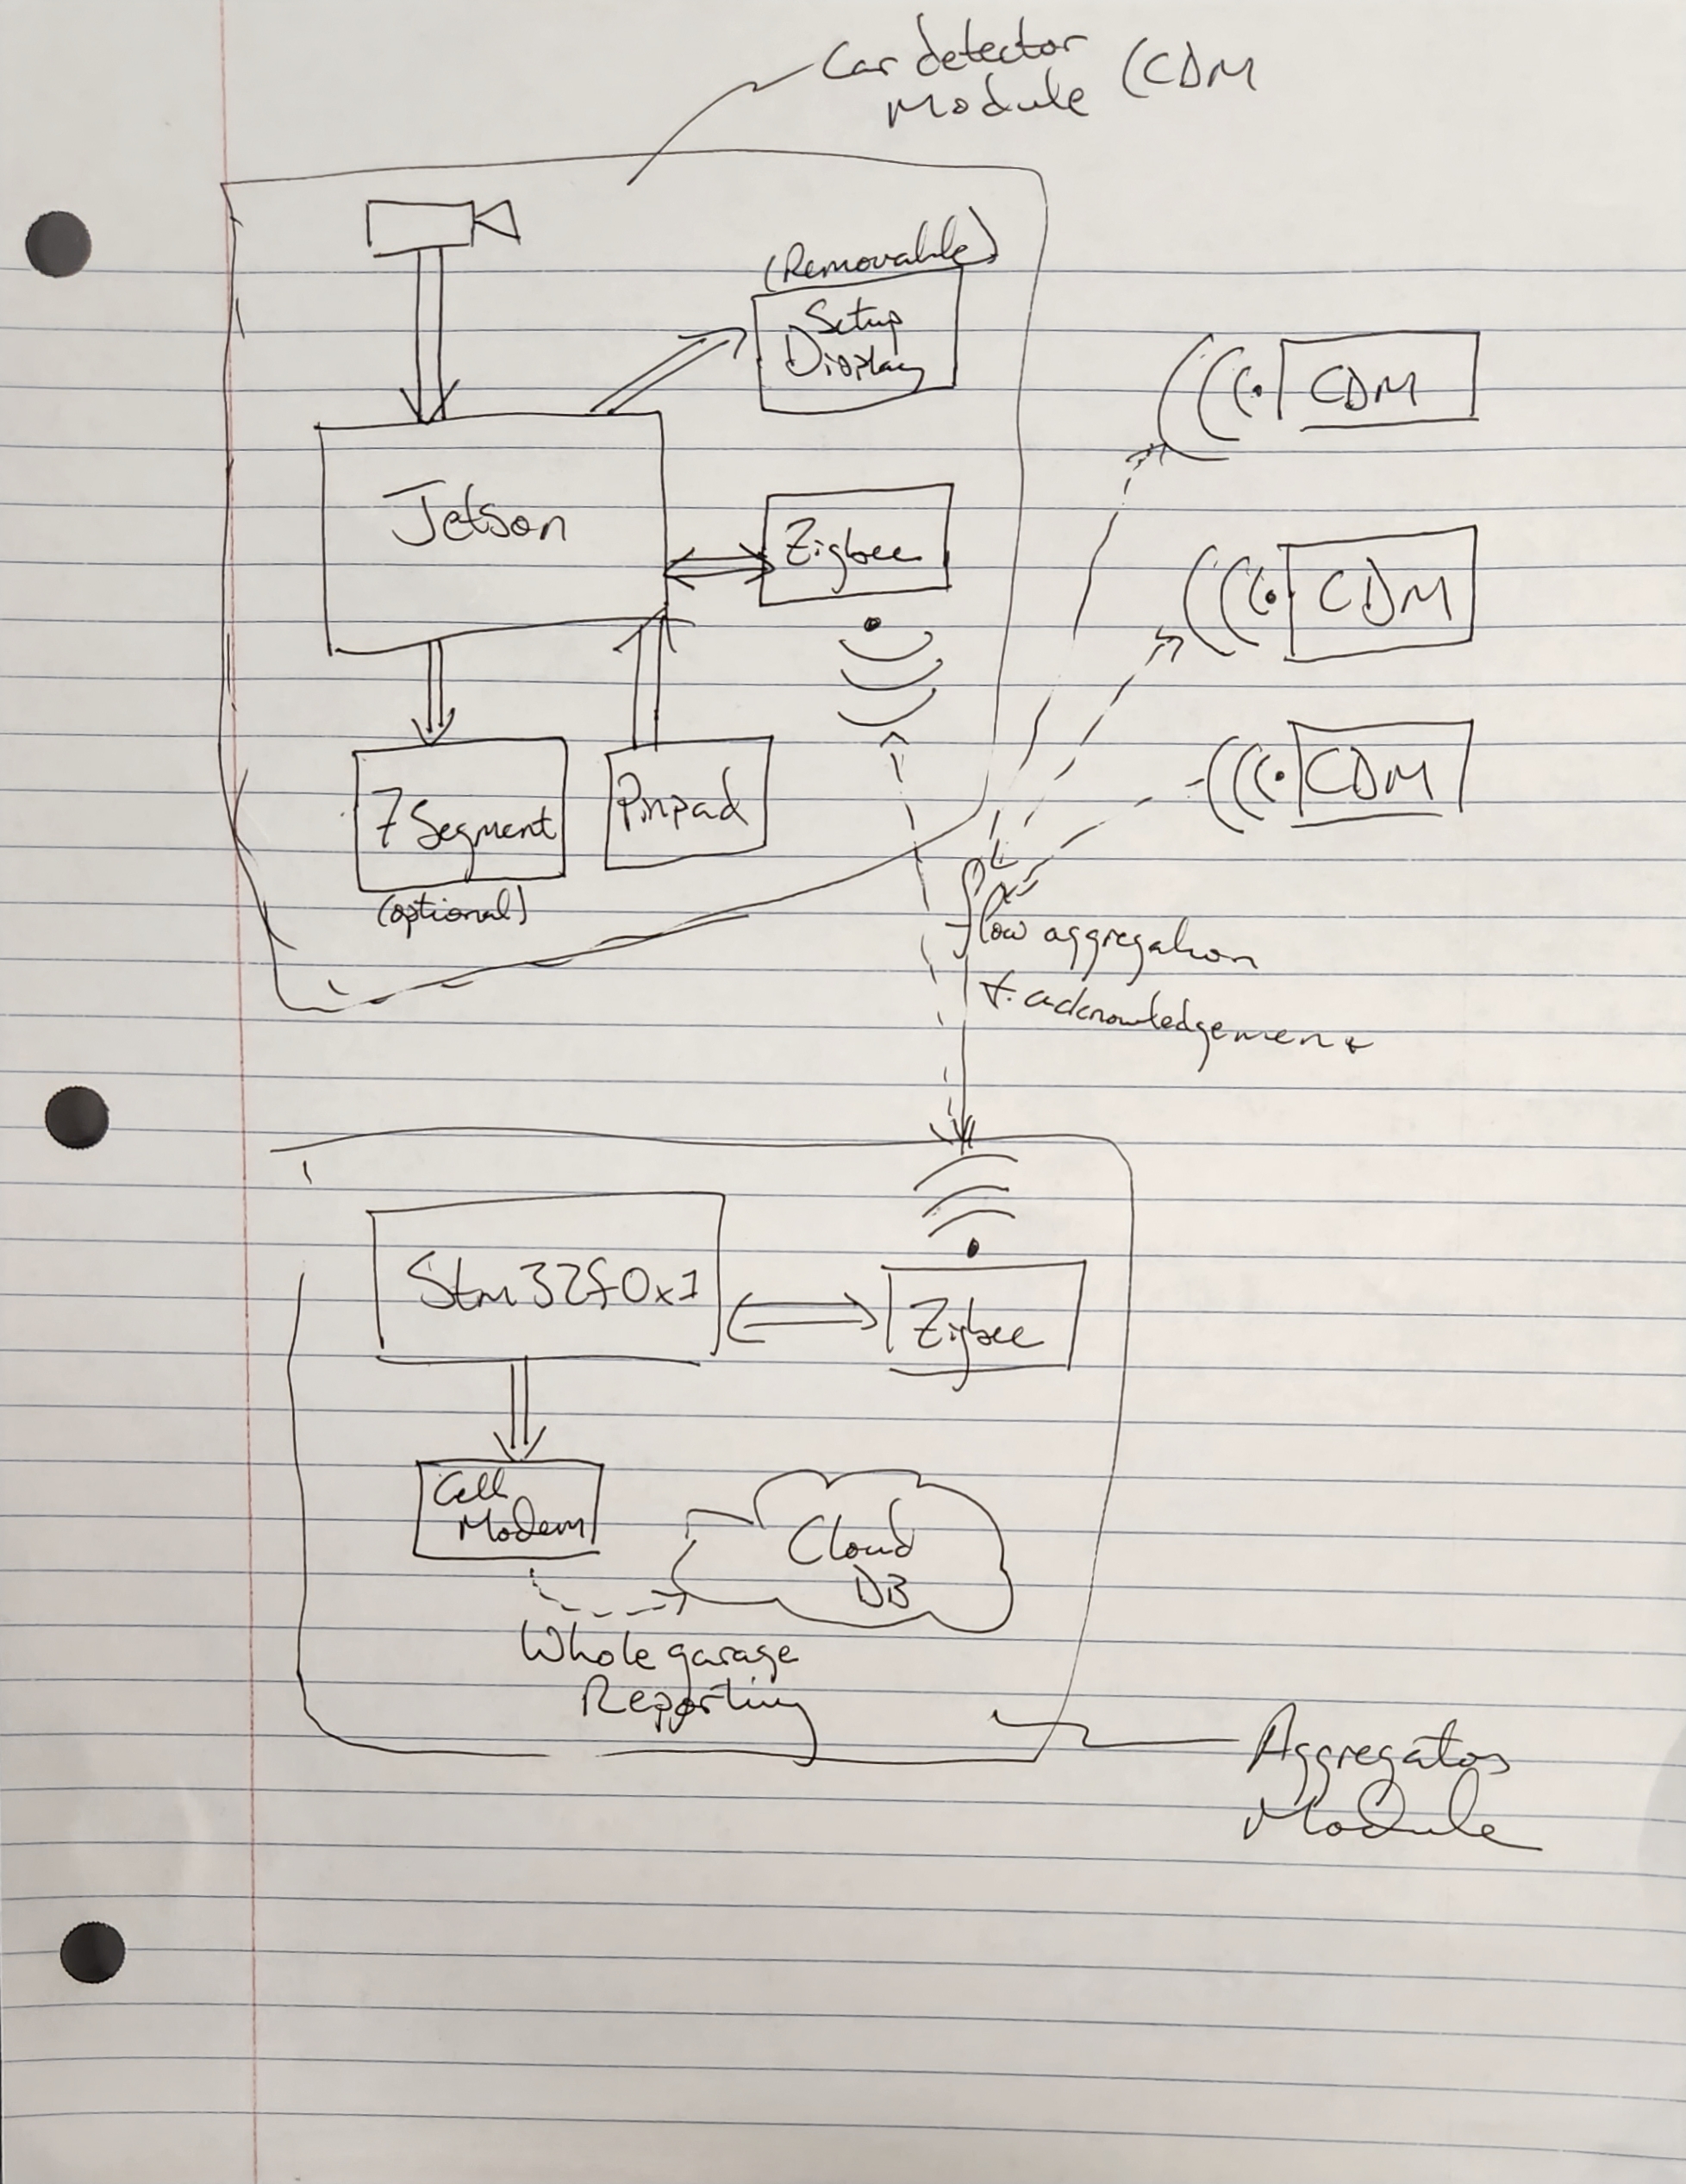 Car detector
Module (CDM
(Removable)
Setup
Display
CDM
Jetson
Zigbee
CDM
7 Segment
(optional)
Pinpad
CDM
flow aggregation
+ acknowledgement
Stm32f0x1
Zigbee
Cell
Modem
Cloud
DB
Whole garage
Reporting
Aggregator
Module